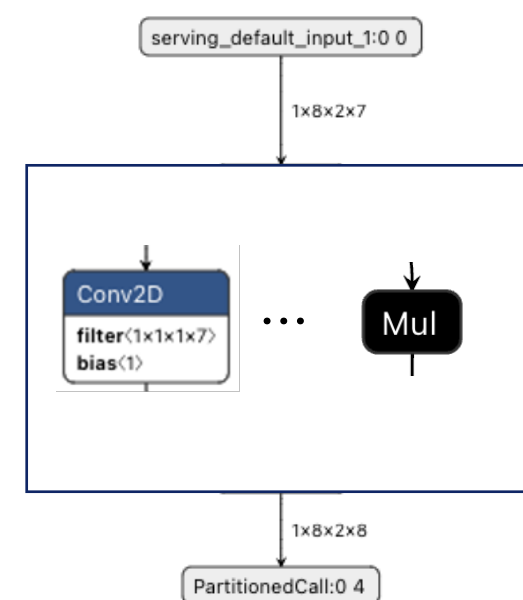 serving_default_input_1:0 0
1×8×2×7
Conv2D
filter⟨1×1×1×7⟩
bias⟨1⟩
...
Mul
1×8×2×8
PartitionedCall:0 4